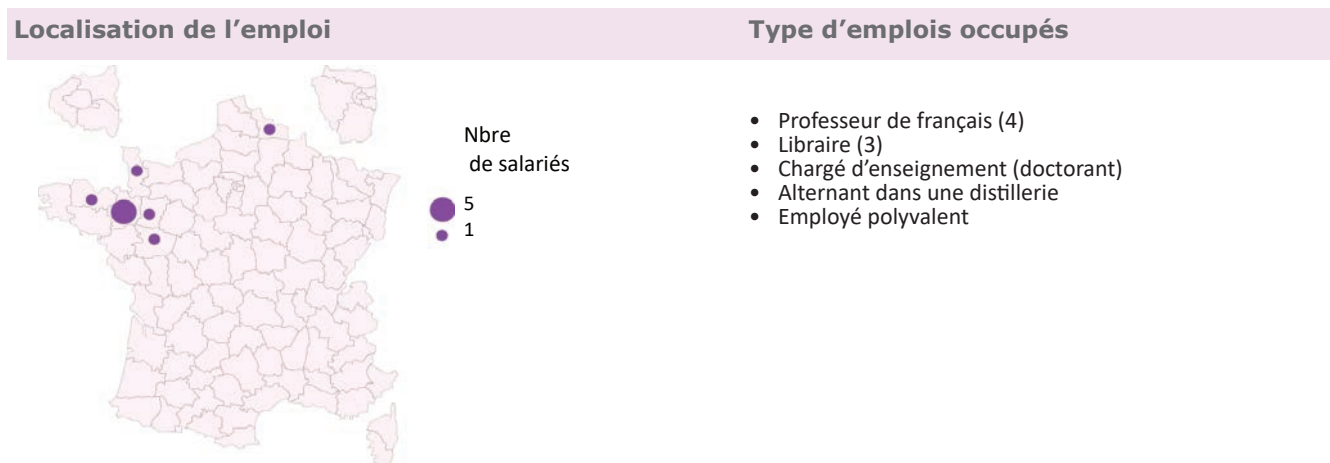 Localisation de l’emploi
Type d’emplois occupés
Nbre
de salariés
5
1
• Professeur de français (4)
• Libraire (3)
• Chargé d’enseignement (doctorant)
• Alternant dans une distillerie
• Employé polyvalent